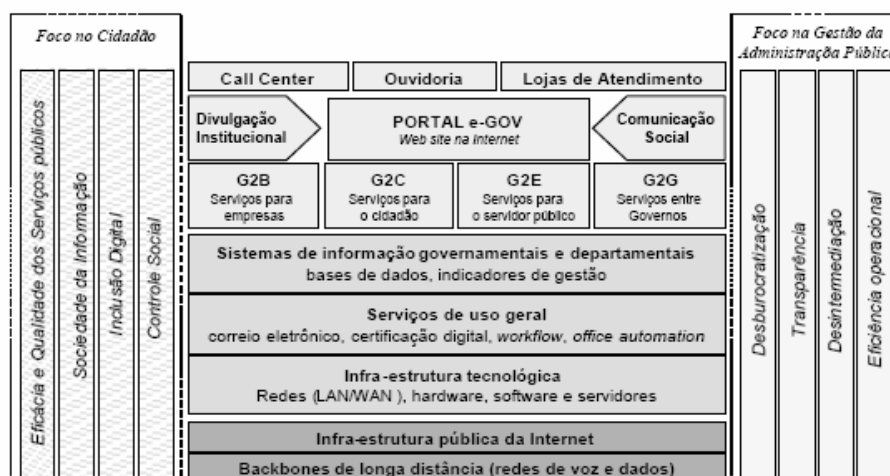 Foco no Cidadão
Eficácia e Qualidade dos Serviços públicos
Sociedade da Informação
Inclusão Digital
Controle Social
Call Center
Ouvidoria
Lojas de Atendimento
Divulgação
Institucional
PORTAL e-GOV
Web site na Internet
Comunicação
Social
G2B
Serviços para
empresas
G2C
Serviços para
o cidadão
G2E
Serviços para
o servidor público
G2G
Serviços entre
Governos
Sistemas de informação governamentais e departamentais
bases de dados, indicadores de gestão
Serviços de uso geral
correio eletrônico, certificação digital, workflow, office automation
Infra-estrutura tecnológica
Redes (LAN/WAN ), hardware, software e servidores
Infra-estrutura pública da Internet
Backbones de longa distância (redes de voz e dados)
Foco na Gestão da
Administração Pública
Desburocratização
Transparência
Desintermediação
Eficiência operacional